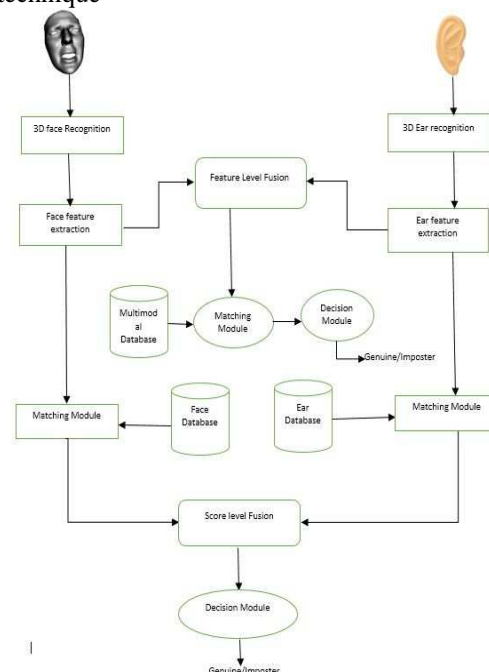 technique
3D face Recognition
3D Ear recognition
Feature Level Fusion
Face feature
extraction
Ear feature
extraction
Multimod
al
Database
Matching
Module
Decision
Module
Genuine/Imposter
Matching Module
Face
Database
Ear
Database
Matching Module
Score level Fusion
Decision Module
Genuine/Imposter